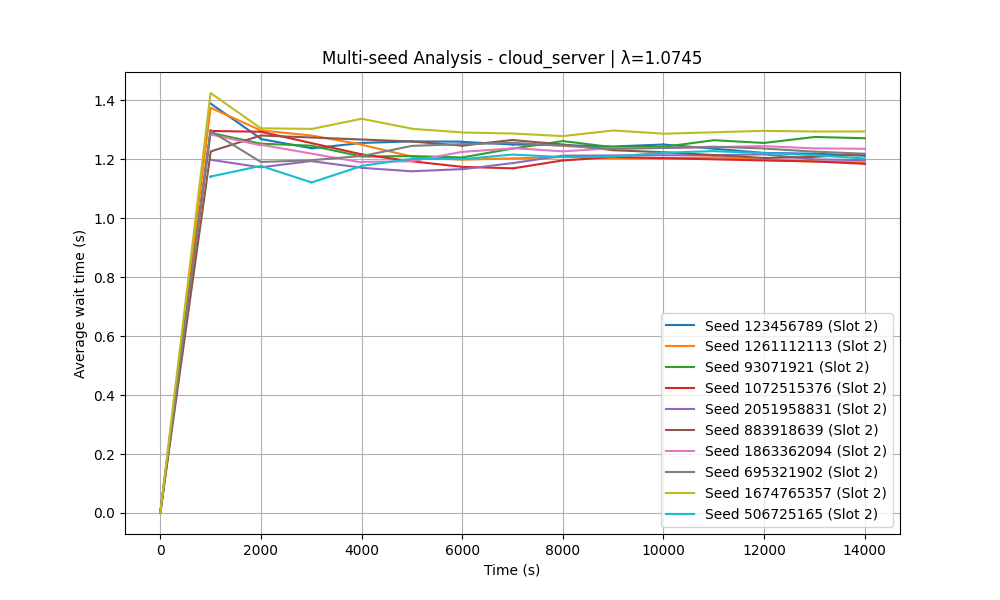 Multi-seed Analysis - cloud_server | λ=1.0745
Average wait time (s)
1.4
1.2
1.0
0.8
0.6
0.4
0.2
0.0
Seed 123456789 (Slot 2)
Seed 1261112113 (Slot 2)
Seed 93071921 (Slot 2)
Seed 1072515376 (Slot 2)
Seed 2051958831 (Slot 2)
Seed 883918639 (Slot 2)
Seed 1863362094 (Slot 2)
Seed 695321902 (Slot 2)
Seed 1674765357 (Slot 2)
Seed 506725165 (Slot 2)
0 2000 4000 6000 8000 10000 12000 14000
Time (s)